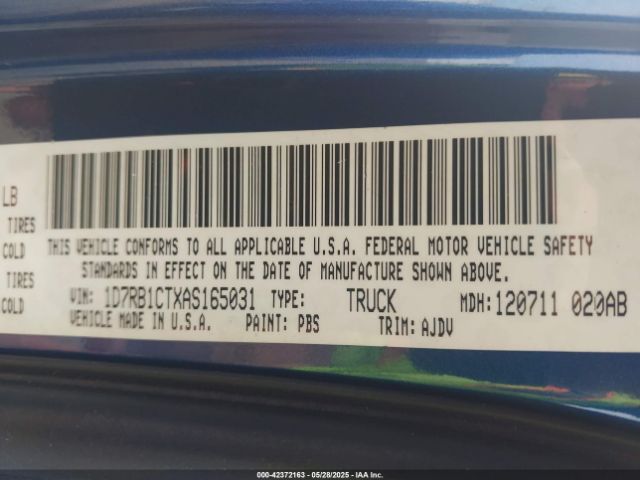 LB
TIRES
COLD
TIRES
COLD
THIS VEHICLE CONFORMS TO ALL APPLICABLE U.S.A. FEDERAL MOTOR VEHICLE SAFETY
STANDARDS IN EFFECT ON THE DATE OF MANUFACTURE SHOWN ABOVE.
VIN: 1D7RB1CTXAS165031 TYPE: TRUCK MDH: 120711 020AB
VEHICLE MADE IN U.S.A. PAINT: PBS TRIM: AJDV
000-42372163 - 05/28/2025 - Copyright © 2025 IAA Inc.